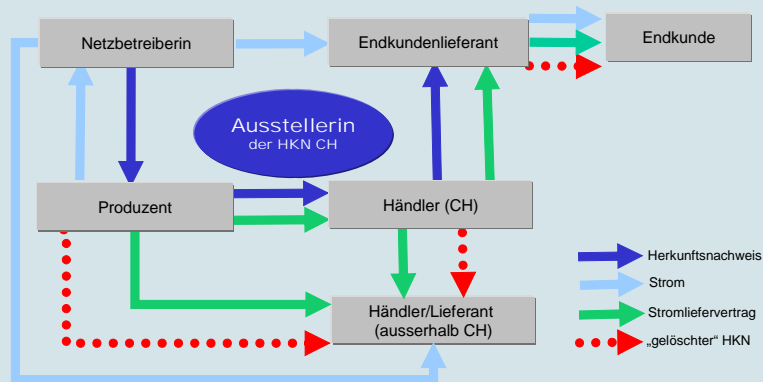 Netzbetreiberin
Endkundenlieferant
Endkunde
Ausstellerin
der HKN CH
Produzent
Händler (CH)
Händler/Lieferant
(ausserhalb CH)
Herkunftsnachweis
Strom
Stromliefervertrag
„gelöschter“ HKN